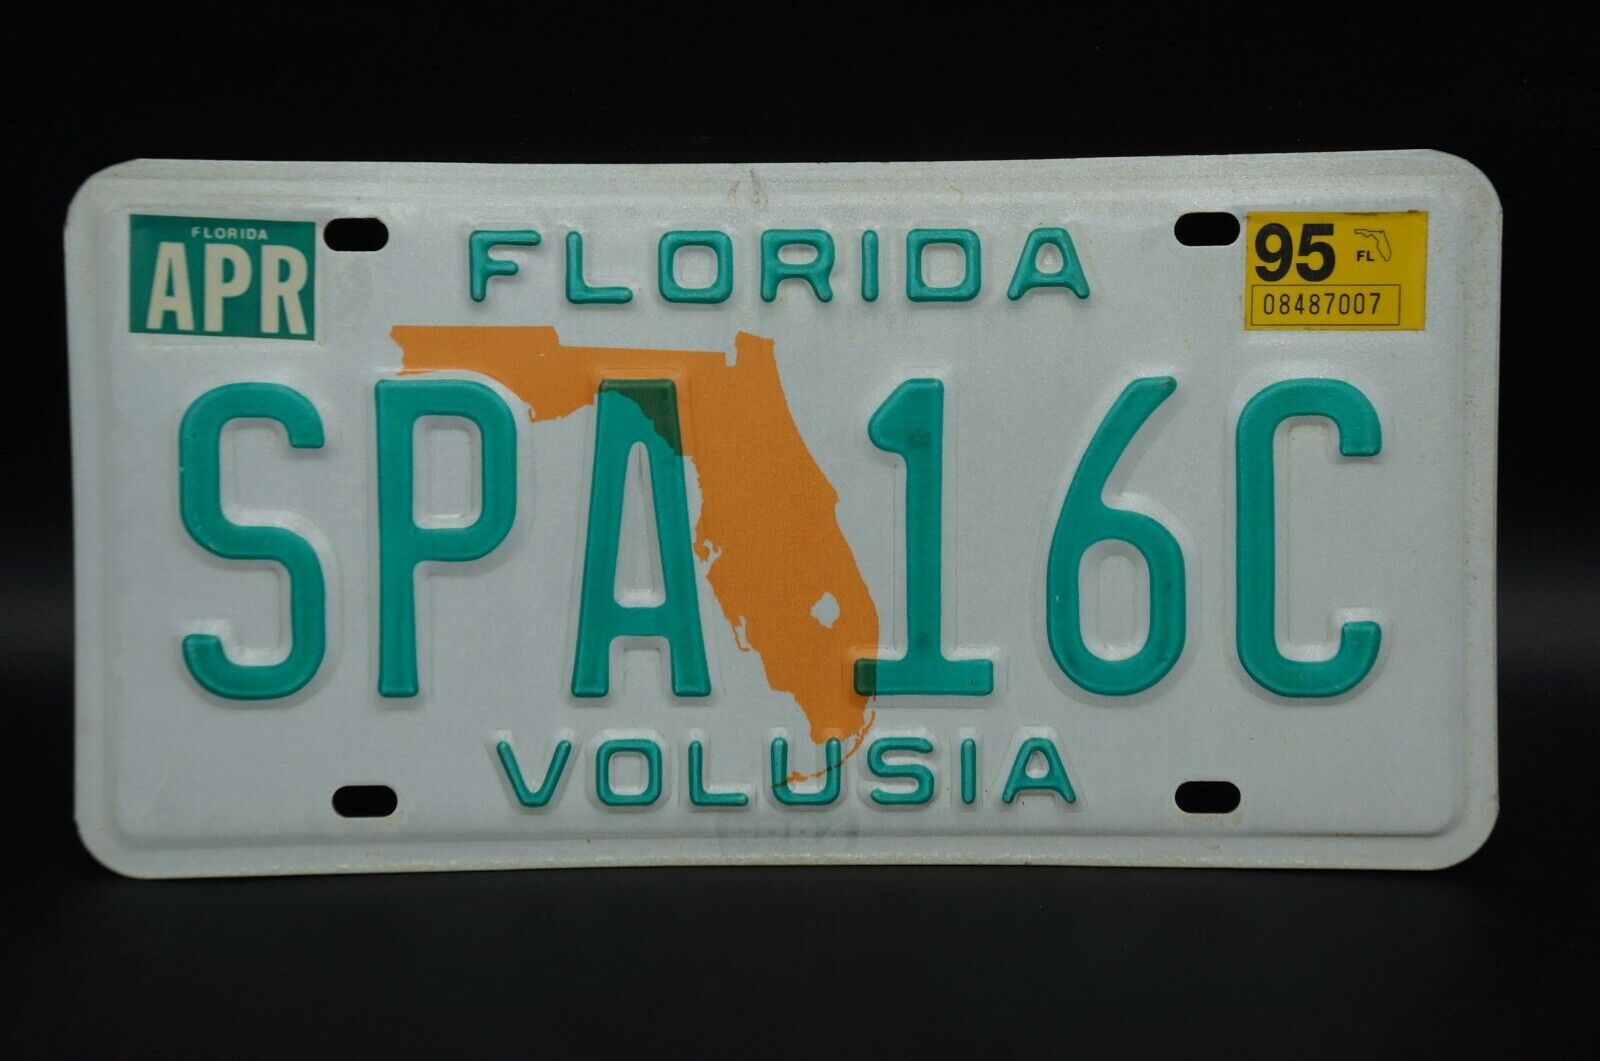 FLORIDA
APR
FLORIDA
95
FL
08487007
SPA 16C
VOLUSIA